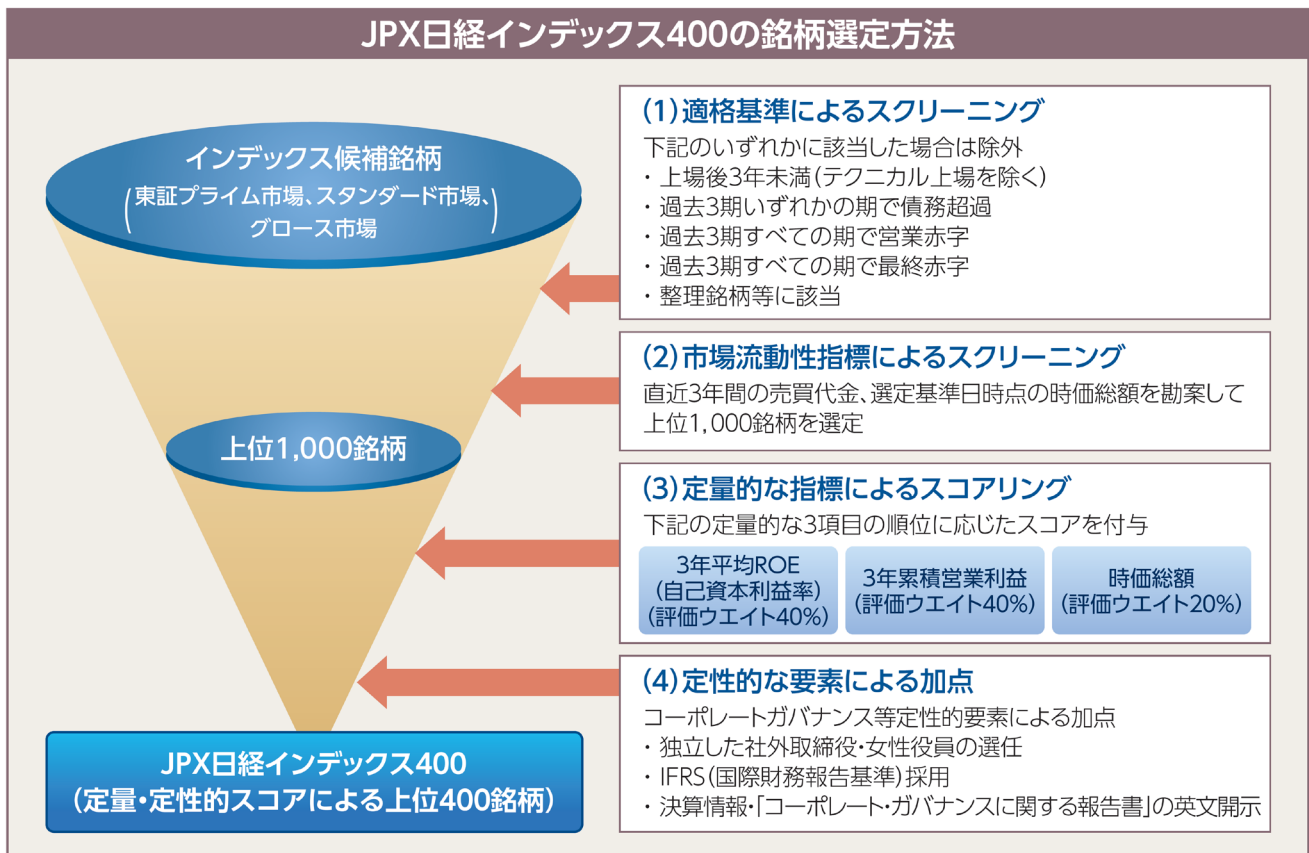 JPX日経インデックス400の銘柄選定方法
インデックス候補銘柄
(東証プライム市場、スタンダード市場、
グロース市場)
上位1,000銘柄
JPX日経インデックス400
(定量・定性的スコアによる上位400銘柄)
(1)適格基準によるスクリーニング
下記のいずれかに該当した場合は除外
・上場後3年未満(テクニカル上場を除く)
・過去3期いずれかの期で債務超過
・過去3期すべての期で営業赤字
・過去3期すべての期で最終赤字
・整理銘柄等に該当
(2)市場流動性指標によるスクリーニング
直近3年間の売買代金、選定基準日時点の時価総額を勘案して
上位1,000銘柄を選定
(3)定量的な指標によるスコアリング
下記の定量的な3項目の順位に応じたスコアを付与
3年平均ROE
(自己資本利益率)
(評価ウエイト40%)
3年累積営業利益
(評価ウエイト40%)
時価総額
(評価ウエイト20%)
(4)定性的な要素による加点
コーポレートガバナンス等定性的要素による加点
・独立した社外取締役・女性役員の選任
・IFRS(国際財務報告基準)採用
・決算情報・「コーポレート・ガバナンスに関する報告書」の英文開示